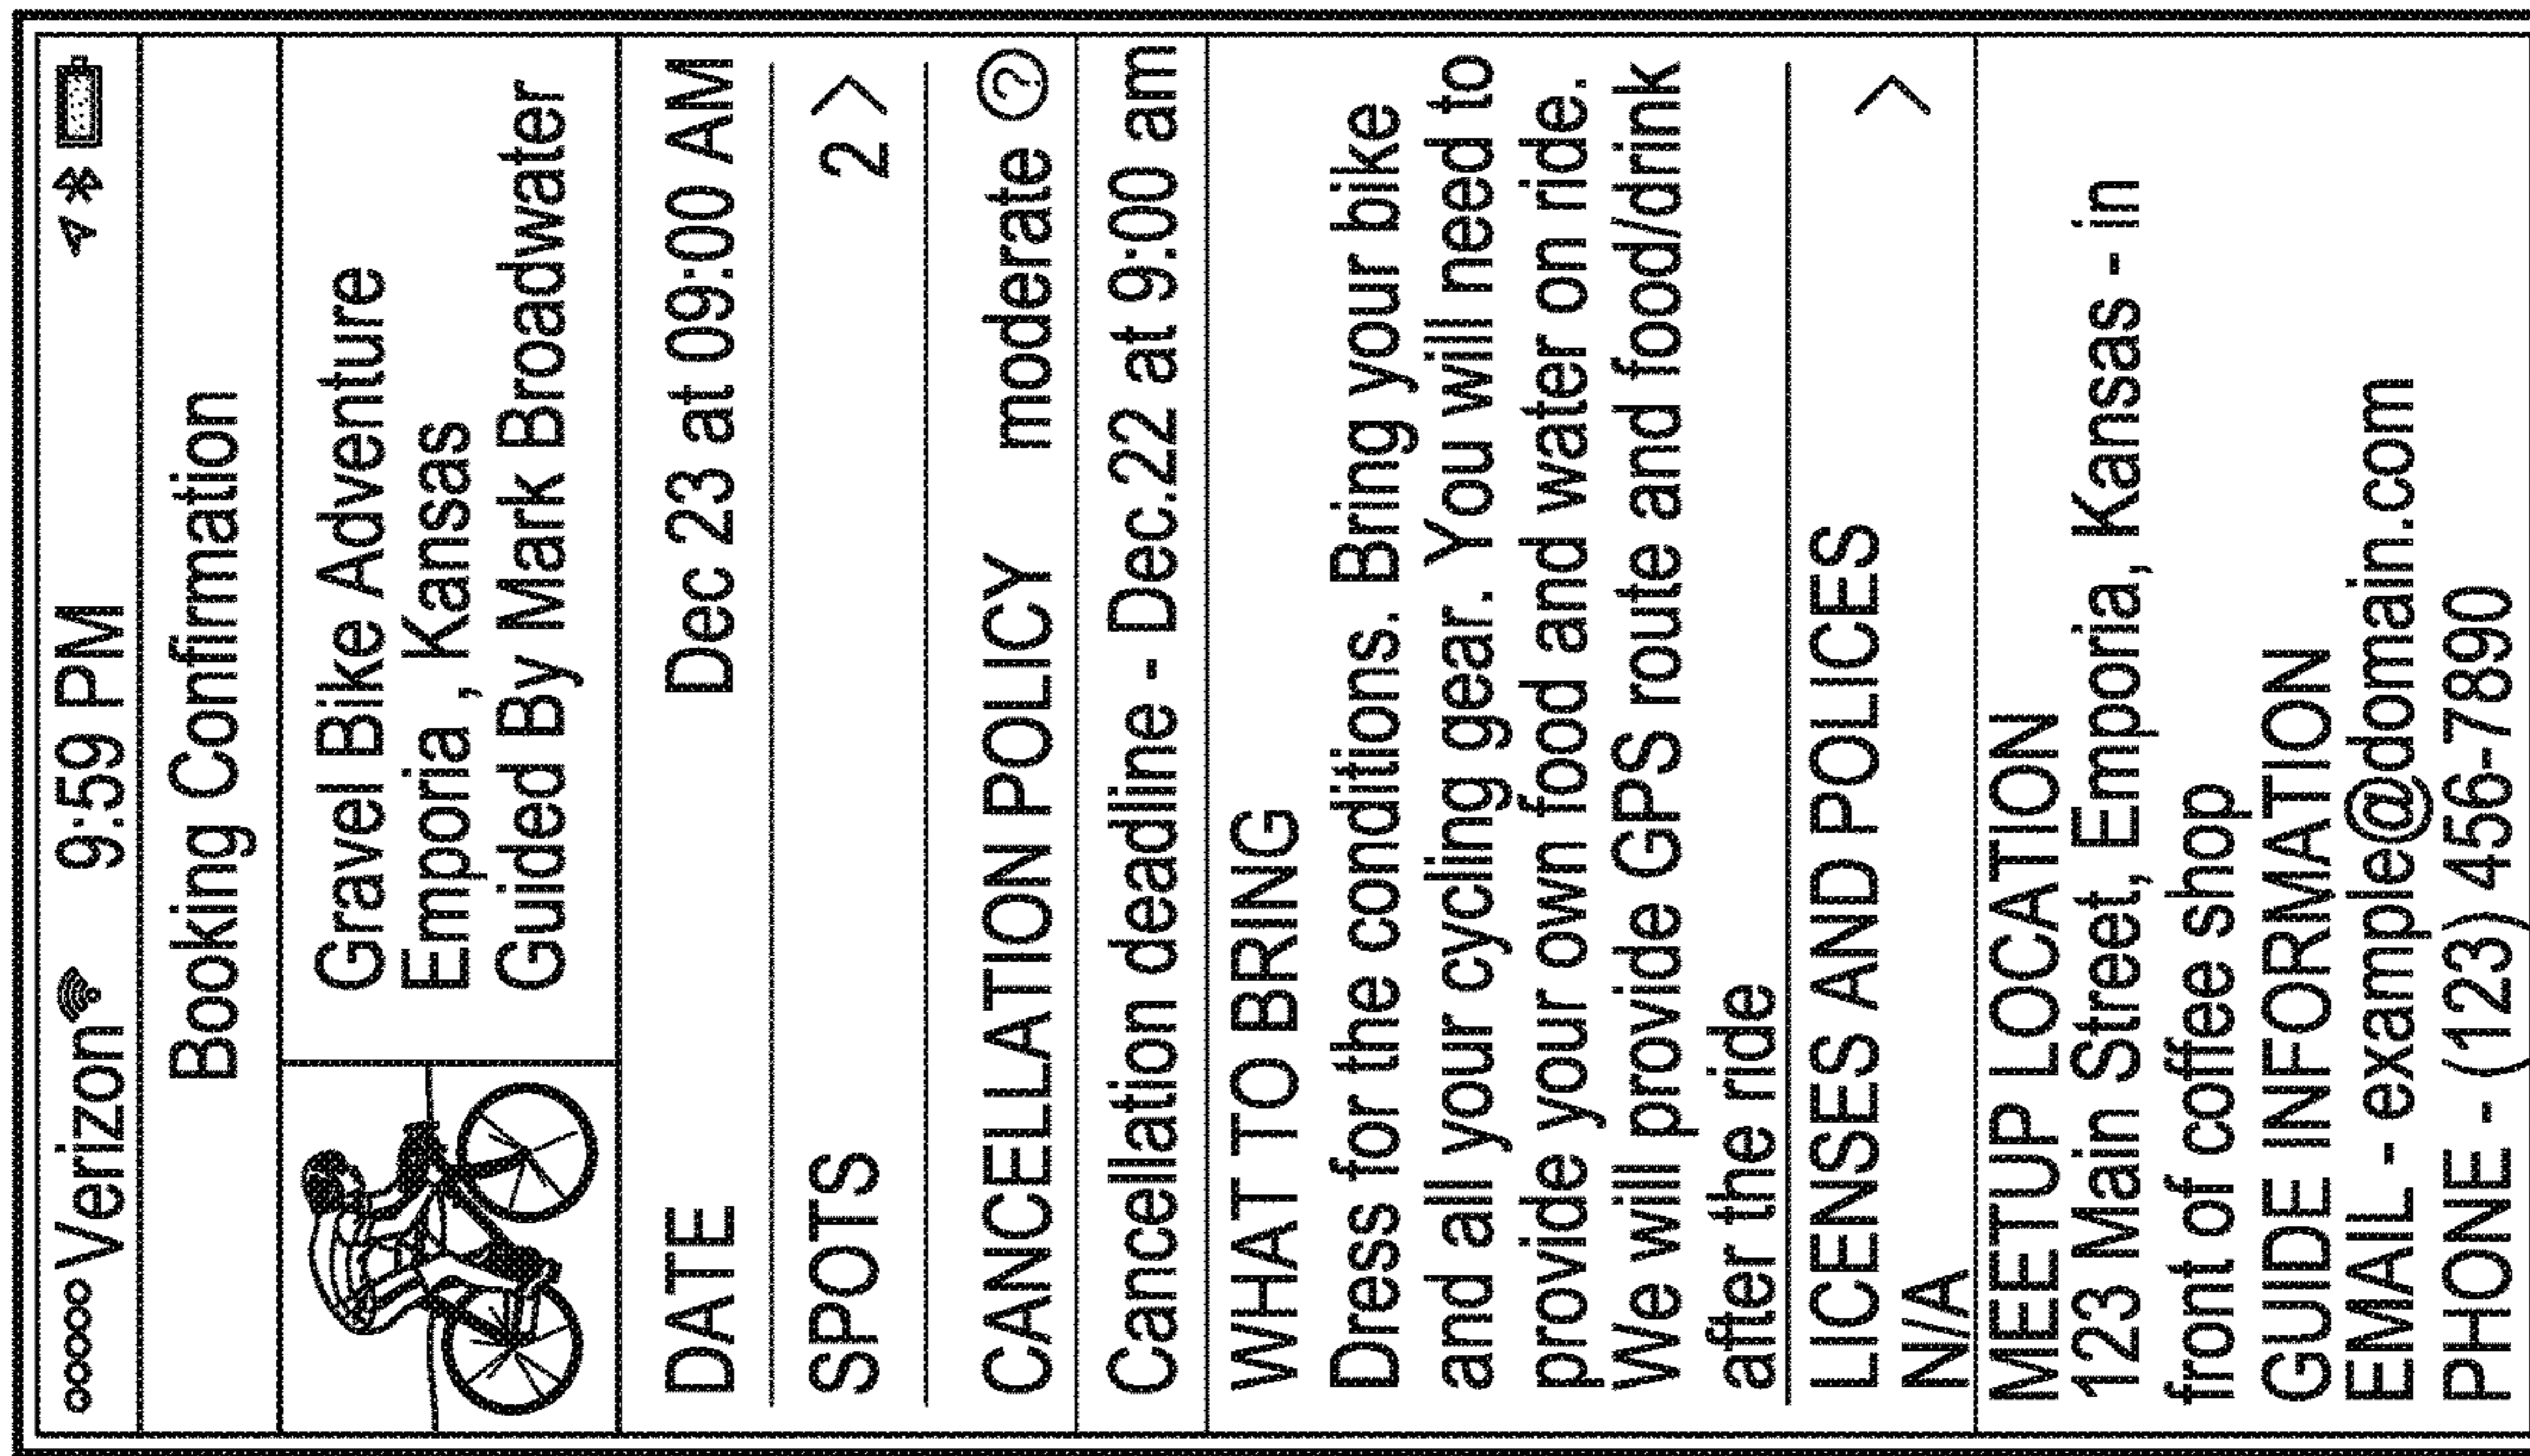 Verizon 9:59 PM
Booking Confirmation
Gravel Bike Adventure
Emporia , Kansas
Guided By Mark Broadwater
DATE Dec 23 at 09:00 AM
SPOTS 2 >
CANCELLATION POLICY moderate ?
Cancellation deadline - Dec.22 at 9:00 am
WHAT TO BRING
Dress for the conditions. Bring your bike
and all your cycling gear. You will need to
provide your own food and water on ride.
We will provide GPS route and food/drink
after the ride
LICENSES AND POLICES >
N/A
MEETUP LOCATION
123 Main Street, Emporia, Kansas - in
front of coffee shop
GUIDE INFORMATION
EMAIL - example@domain.com
PHONE - (123) 456-7890